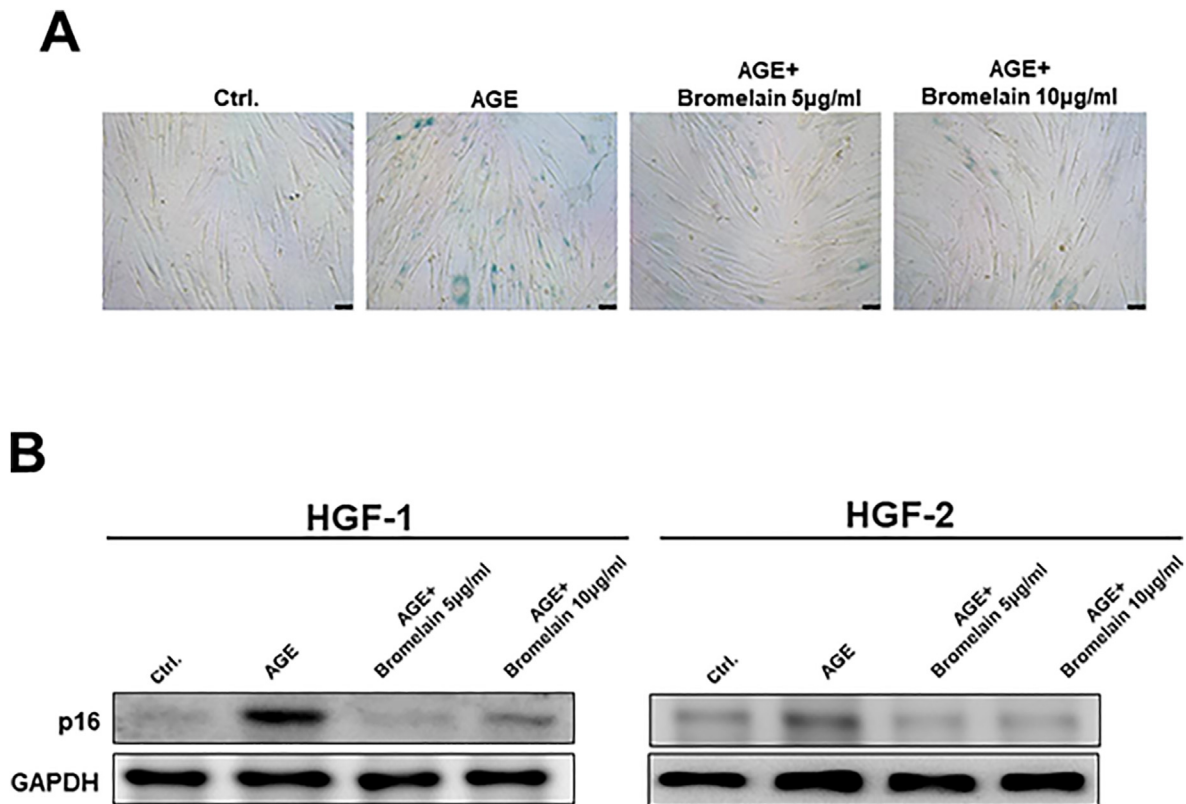 A
Ctrl.
AGE
AGE+
Bromelain 5µg/ml
AGE+
Bromelain 10µg/ml
B
HGF-1
HGF-2
Ctrl.
AGE
AGE+
Bromelain 5µg/ml
AGE+
Bromelain 10µg/ml
Ctrl.
AGE
AGE+
Bromelain 5µg/ml
AGE+
Bromelain 10µg/ml
p16
GAPDH